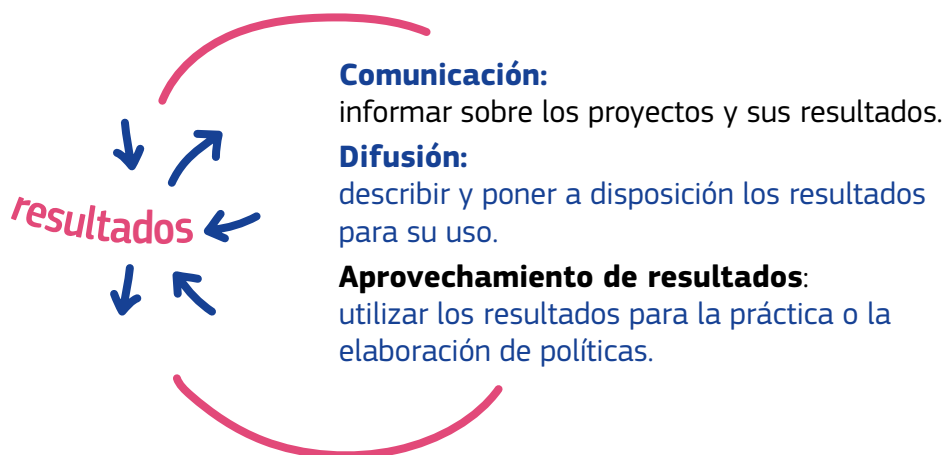 Comunicación:
informar sobre los proyectos y sus resultados.
Difusión:
describir y poner a disposición los resultados
para su uso.
resultados
Aprovechamiento de resultados:
utilizar los resultados para la práctica o la
elaboración de políticas.